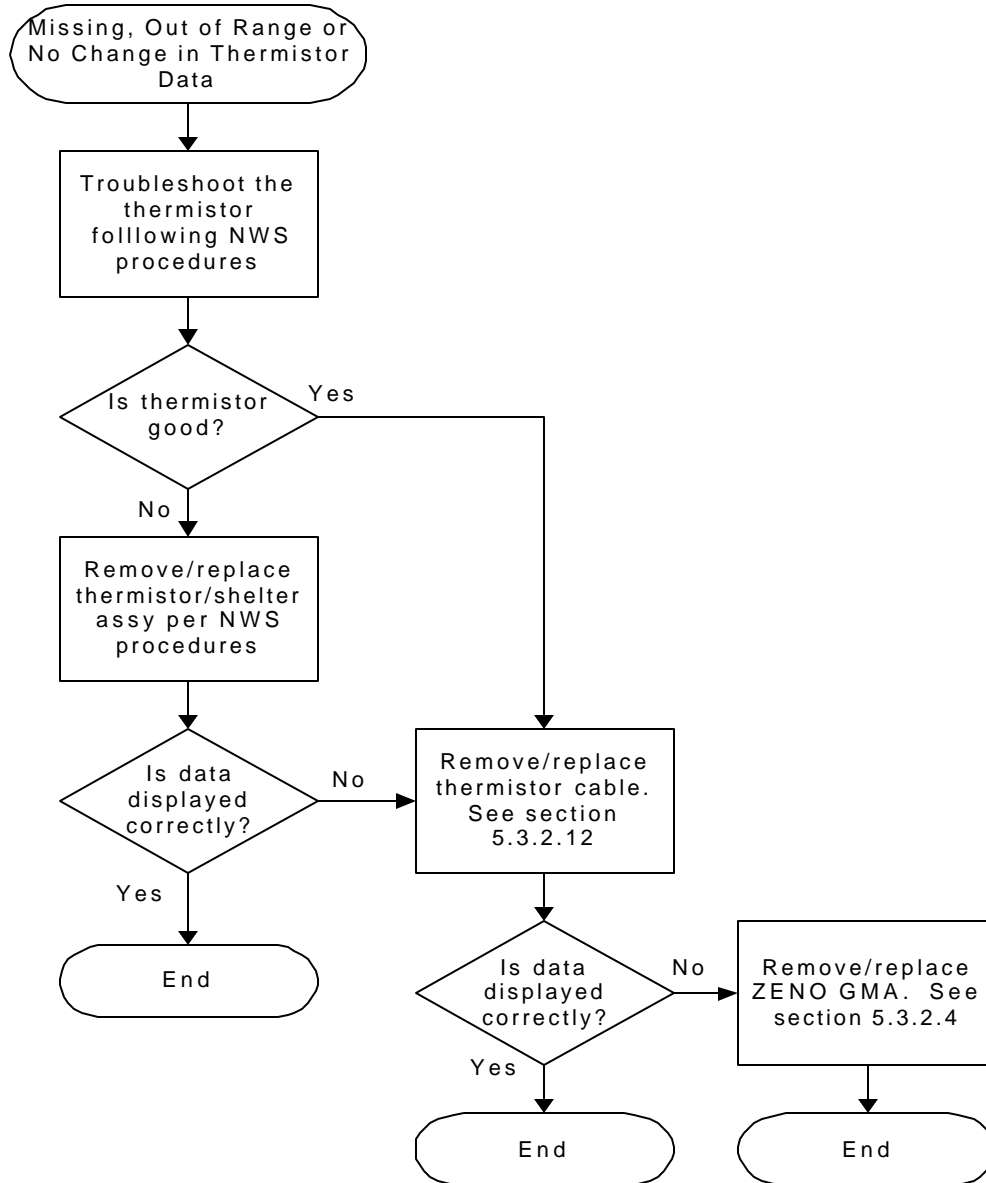 Missing, Out of Range or
No Change in Thermistor
Data
Troubleshoot the
thermistor
folllowing NWS
procedures
Is thermistor
good?
Yes
No
Remove/replace
thermistor/shelter
assy per NWS
procedures
Is data
displayed
correctly?
No
Yes
End
Remove/replace
thermistor cable.
See section
5.3.2.12
Is data
displayed
correctly?
No
Yes
End
Remove/replace
ZENO GMA. See
section 5.3.2.4
End